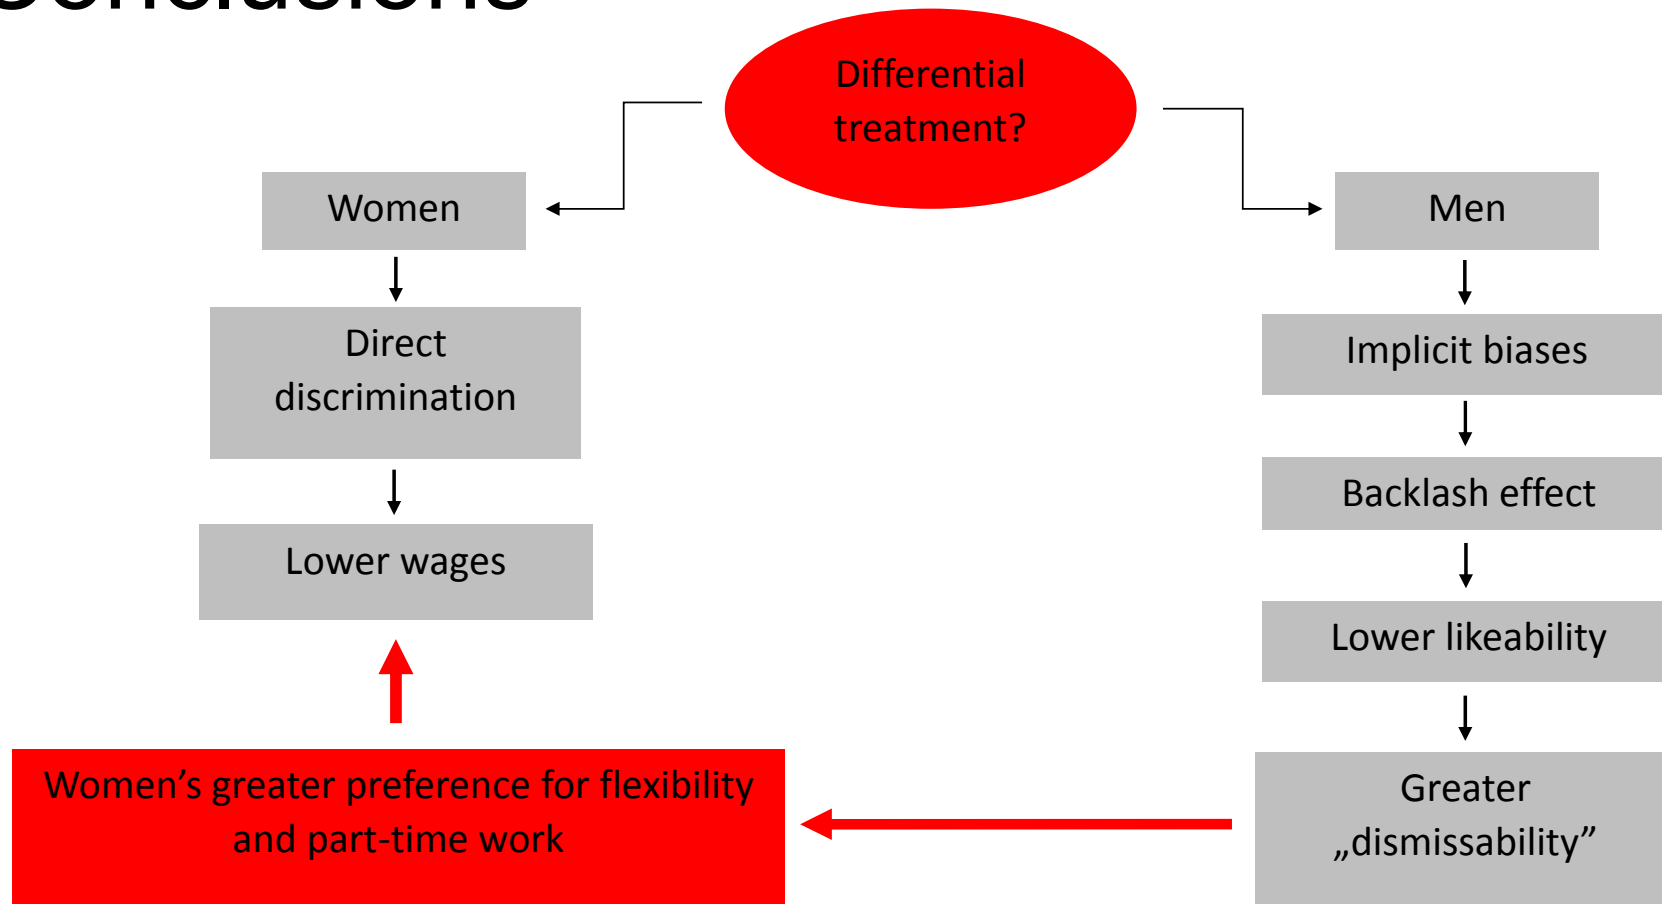 Conclusions
Differential
treatment?
Women
Men
Direct
discrimination
Implicit biases
Backlash effect
Lower wages
Lower likeability
Women’s greater preference for flexibility
and part-time work
Greater
„dismissability”